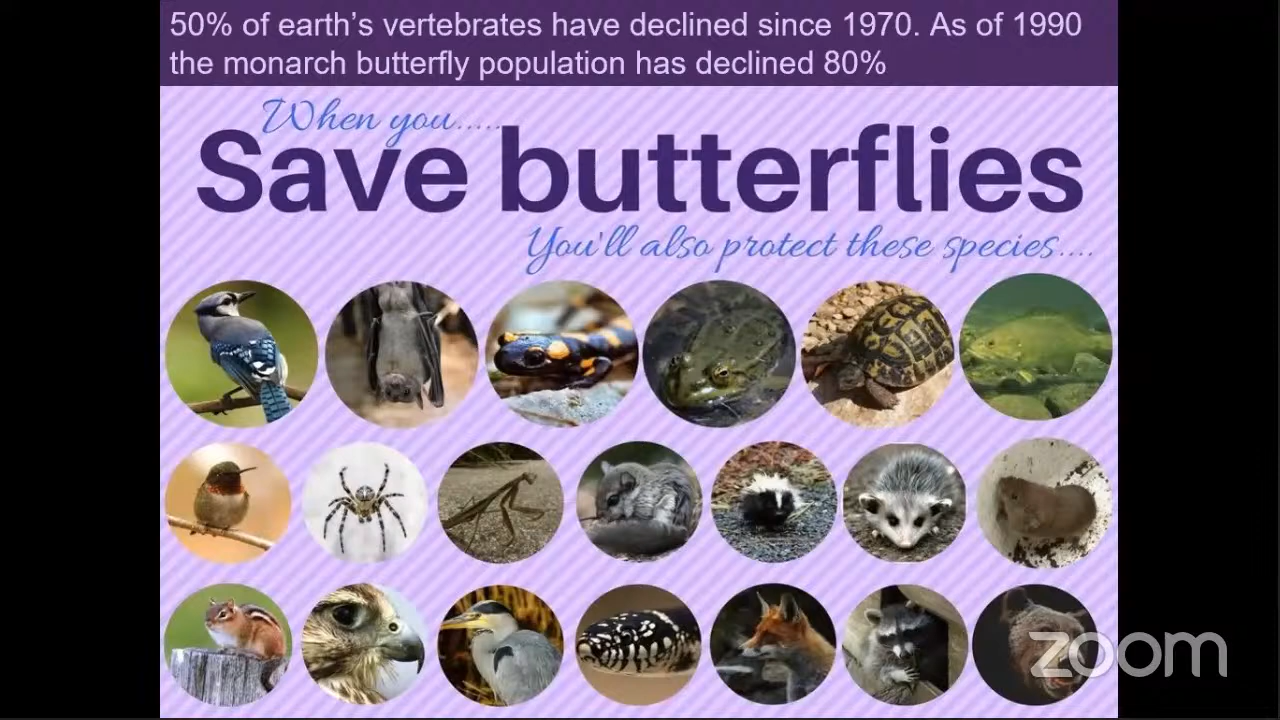 50% of earth’s vertebrates have declined since 1970. As of 1990
the monarch butterfly population has declined 80%
When you.....
Save butterflies
You'll also protect these species....
zoom